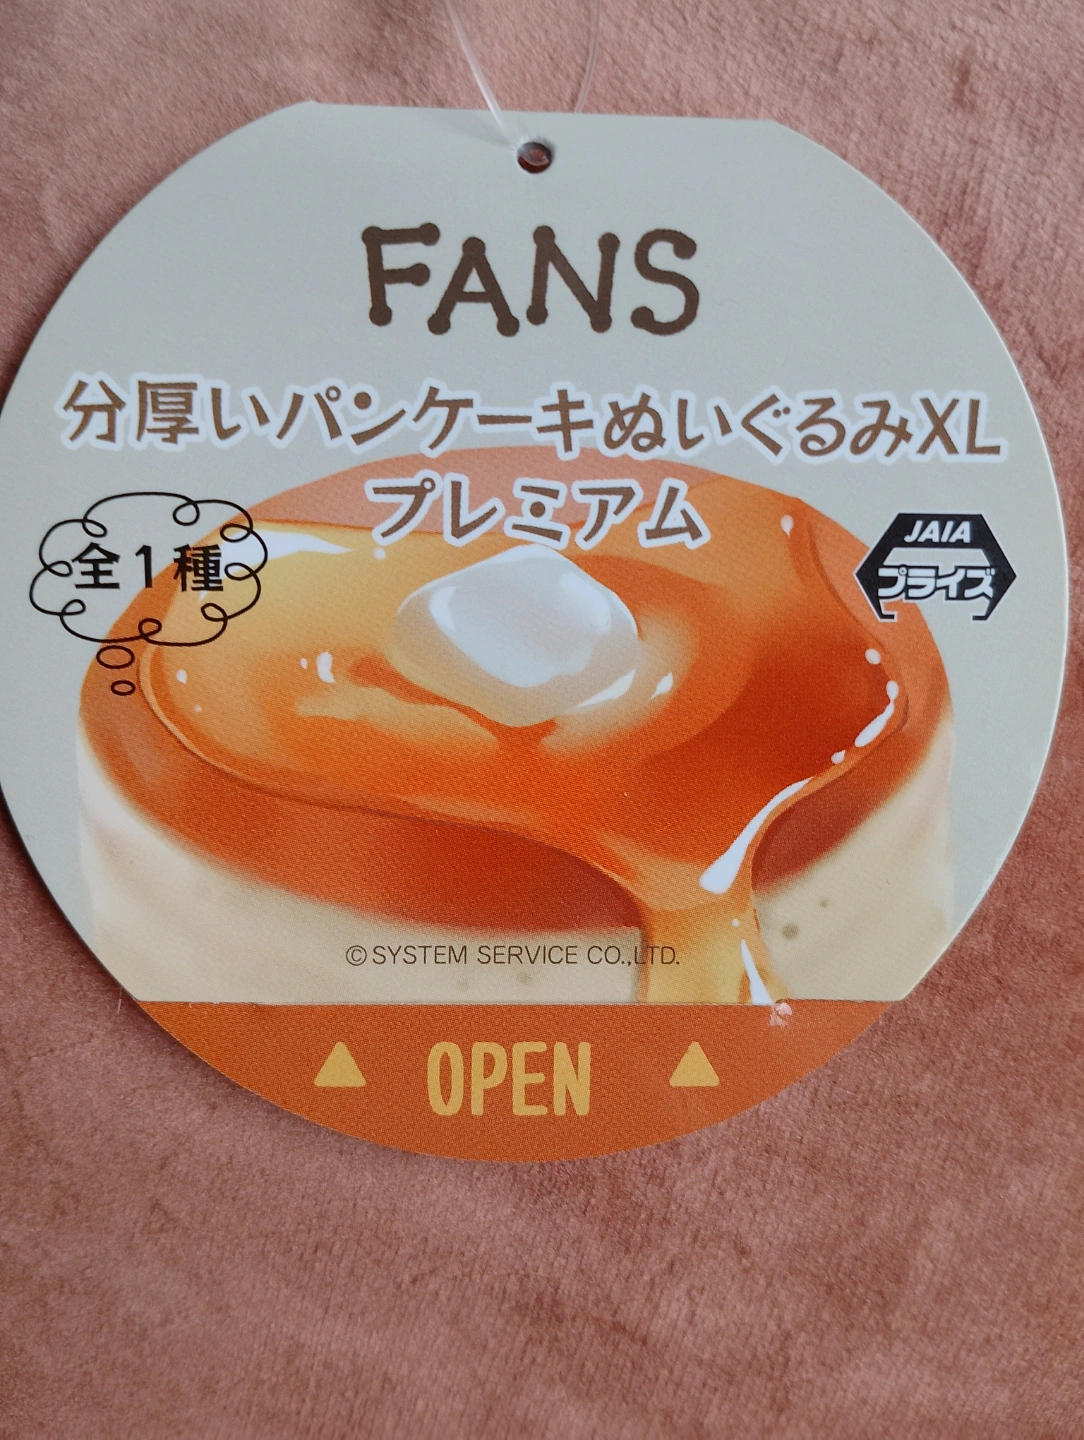 FANS
分厚いパンケーキぬいぐるみXL
プレミアム
全1種
JAIA
プライズ
©SYSTEM SERVICE CO.,LTD.
▲ OPEN ▲